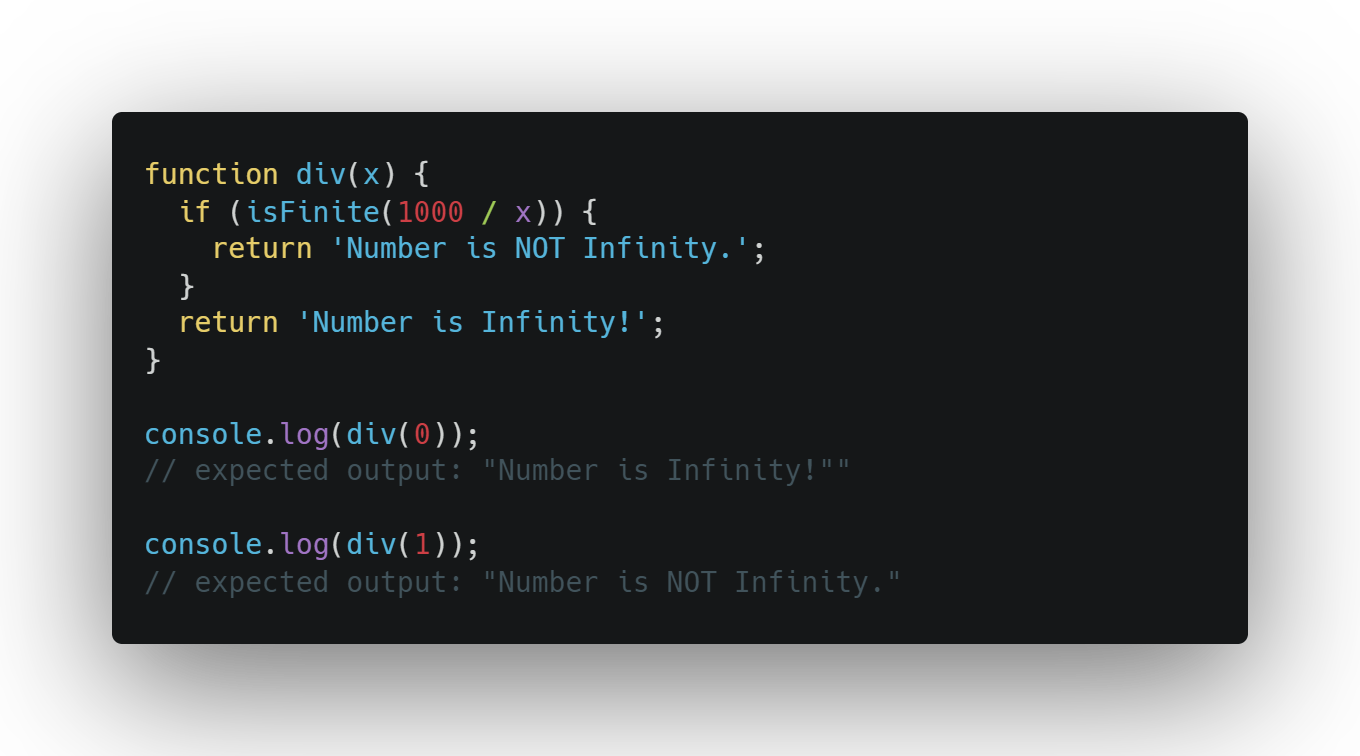 function div(x) {
  if (isFinite(1000 / x)) {
    return 'Number is NOT Infinity.';
  }
  return 'Number is Infinity!';
}

console.log(div(0));
// expected output: "Number is Infinity!""

console.log(div(1));
// expected output: "Number is NOT Infinity."